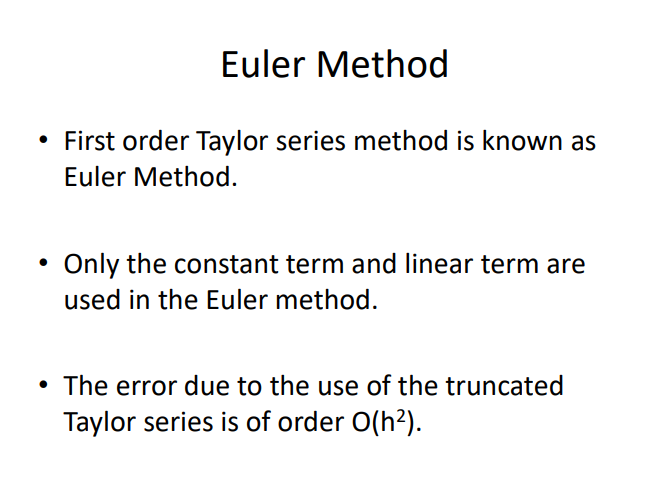 Euler Method
• First order Taylor series method is known as
Euler Method.
• Only the constant term and linear term are
used in the Euler method.
• The error due to the use of the truncated
Taylor series is of order O(h²).